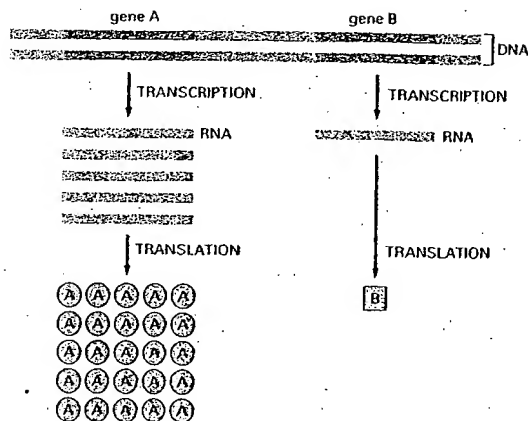 gene A gene B
DNA
TRANSCRIPTION TRANSCRIPTION
RNA RNA
TRANSLATION TRANSLATION
A A A A A B
A A A A A
A A A A A
A A A A A
A A A A A